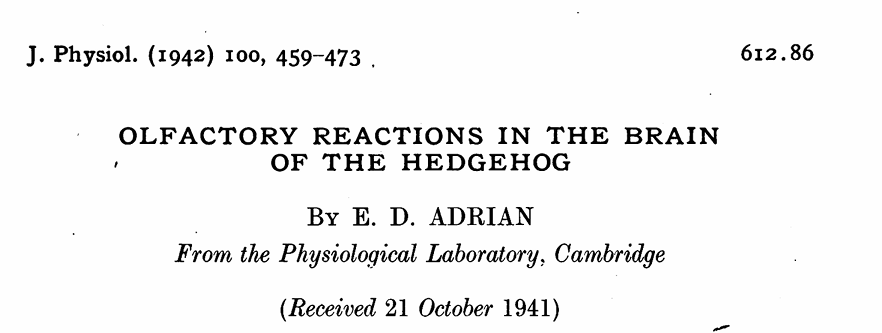 J. Physiol. (1942) 100, 459–473 612.86
OLFACTORY REACTIONS IN THE BRAIN
OF THE HEDGEHOG
BY E. D. ADRIAN
From the Physiological Laboratory, Cambridge
(Received 21 October 1941)